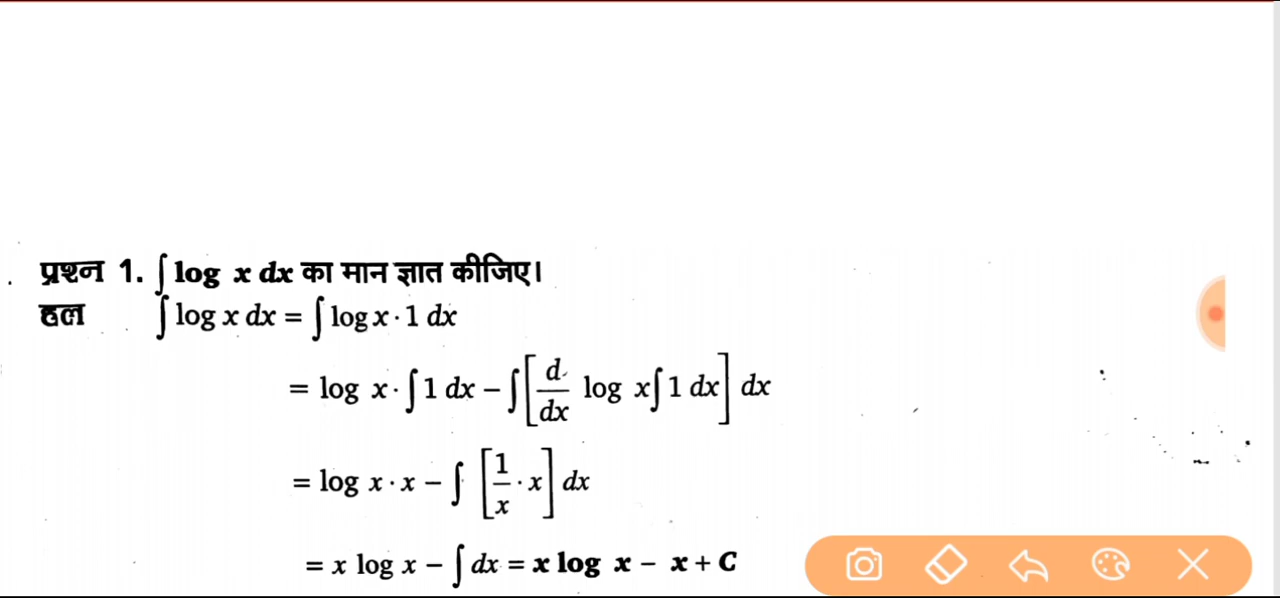 प्रश्न 1. ∫ log x dx का मान ज्ञात कीजिए।
हल ∫ log x dx = ∫ log x · 1 dx
= log x · ∫ 1 dx − ∫ [d/dx log x ∫ 1 dx] dx
= log x · x − ∫ [1/x · x] dx
= x log x − ∫ dx = x log x − x + C